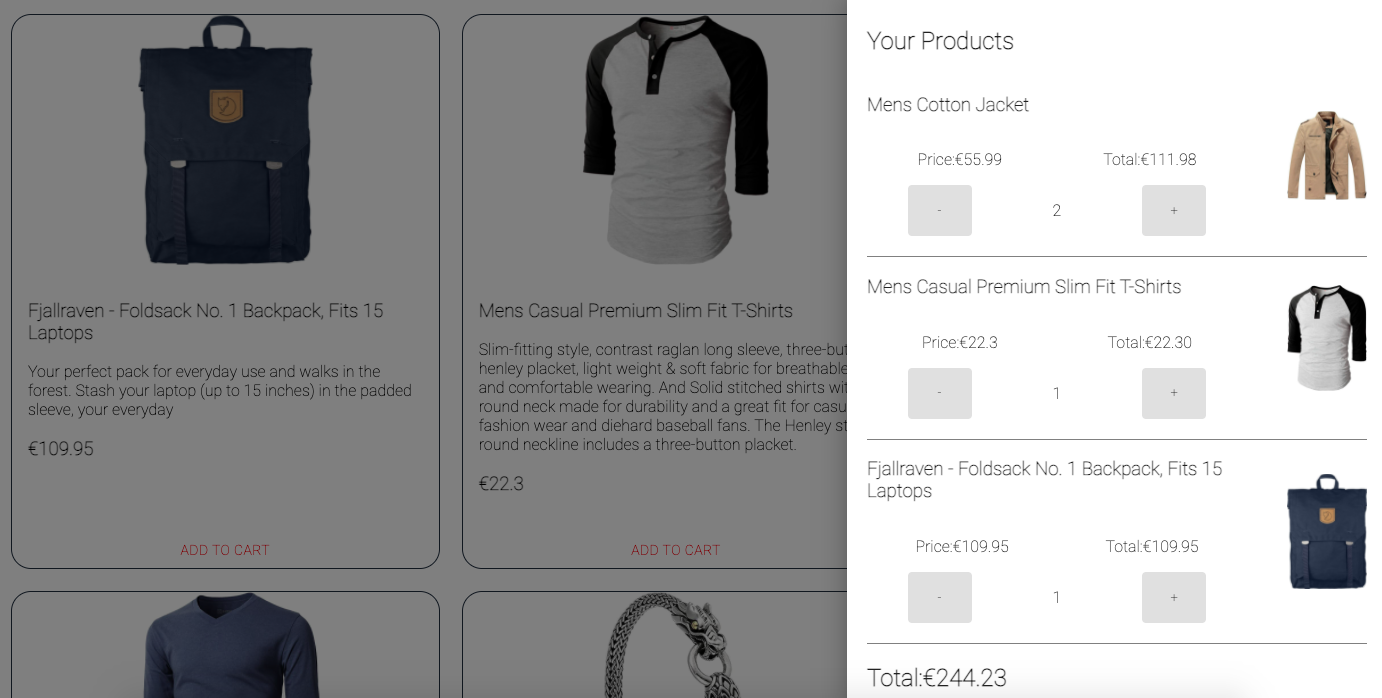 Fjallraven - Foldsack No. 1 Backpack, Fits 15
Laptops
Your perfect pack for everyday use and walks in the
forest. Stash your laptop (up to 15 inches) in the padded
sleeve, your everyday
€109.95
ADD TO CART
Mens Casual Premium Slim Fit T-Shirts
Slim-fitting style, contrast raglan long sleeve, three-but
henley placket, light weight & soft fabric for breathable
and comfortable wearing. And Solid stitched shirts wit
round neck made for durability and a great fit for casu
fashion wear and diehard baseball fans. The Henley st
round neckline includes a three-button placket.
€22.3
ADD TO CART
Your Products
Mens Cotton Jacket
Price:€55.99 Total:€111.98
- 2 +
Mens Casual Premium Slim Fit T-Shirts
Price:€22.3 Total:€22.30
- 1 +
Fjallraven - Foldsack No. 1 Backpack, Fits 15
Laptops
Price:€109.95 Total:€109.95
- 1 +
Total:€244.23